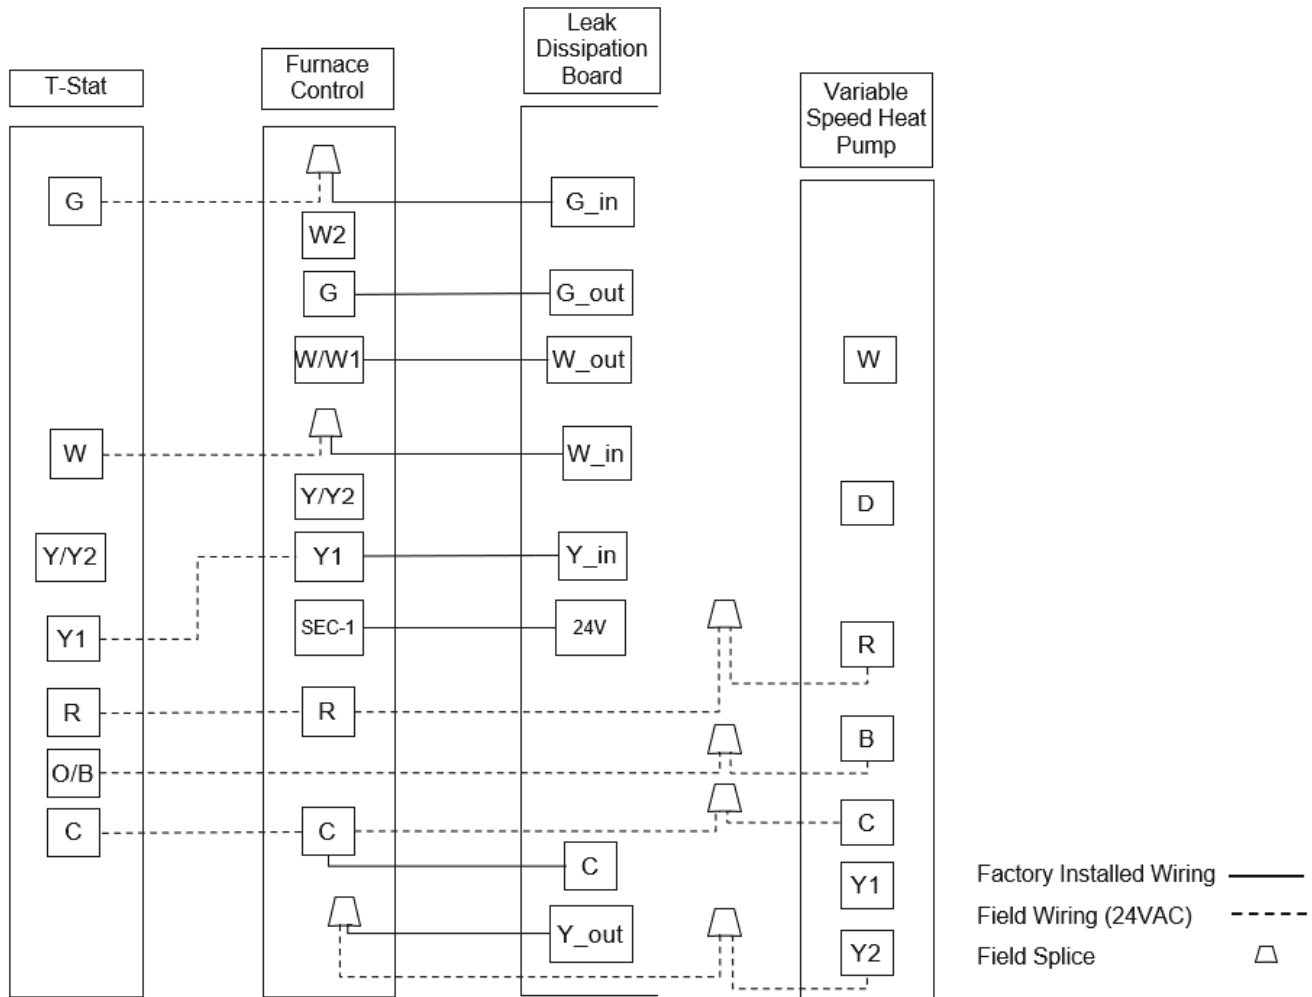 T-Stat
G
W
Y/Y2
Y1
R
O/B
C
Furnace
Control
W2
G
W/W1
Y/Y2
Y1
SEC-1
R
C
Leak
Dissipation
Board
G_in
G_out
W_out
W_in
Y_in
24V
C
Y_out
Variable
Speed Heat
Pump
W
D
R
B
C
Y1
Y2
Factory Installed Wiring
Field Wiring (24VAC)
Field Splice